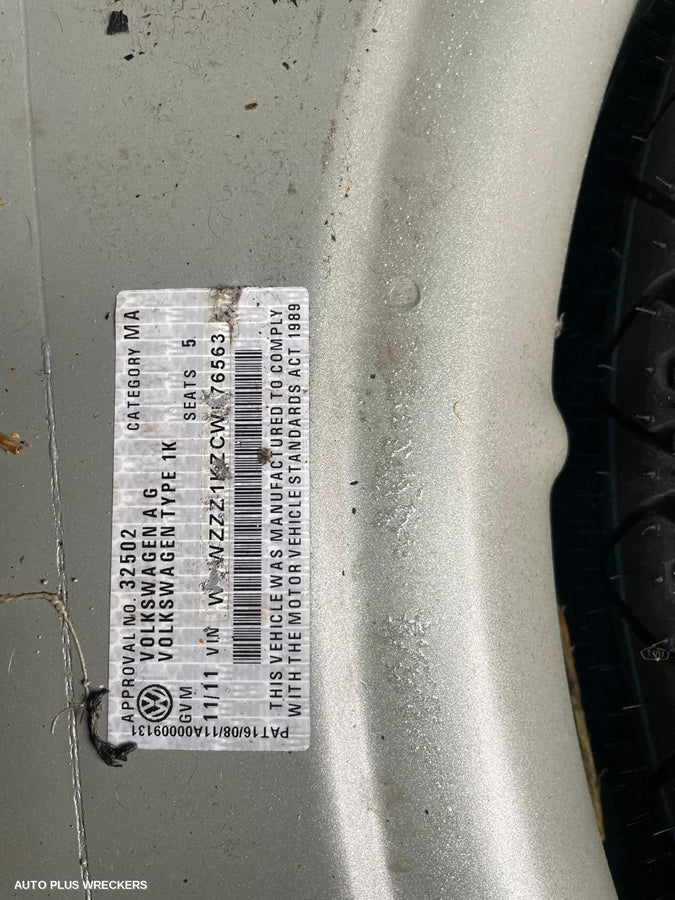 APPROVAL NO. 32502 CATEGORY MA
VOLKSWAGEN A G
VOLKSWAGEN TYPE 1K SEATS 5
GVM
11/11 VIN
THIS VEHICLE WAS MANUFACTURED TO COMPLY
WITH THE MOTOR VEHICLE STANDARDS ACT 1989
PAT16/08/11A00009131
AUTO PLUS WRECKERS